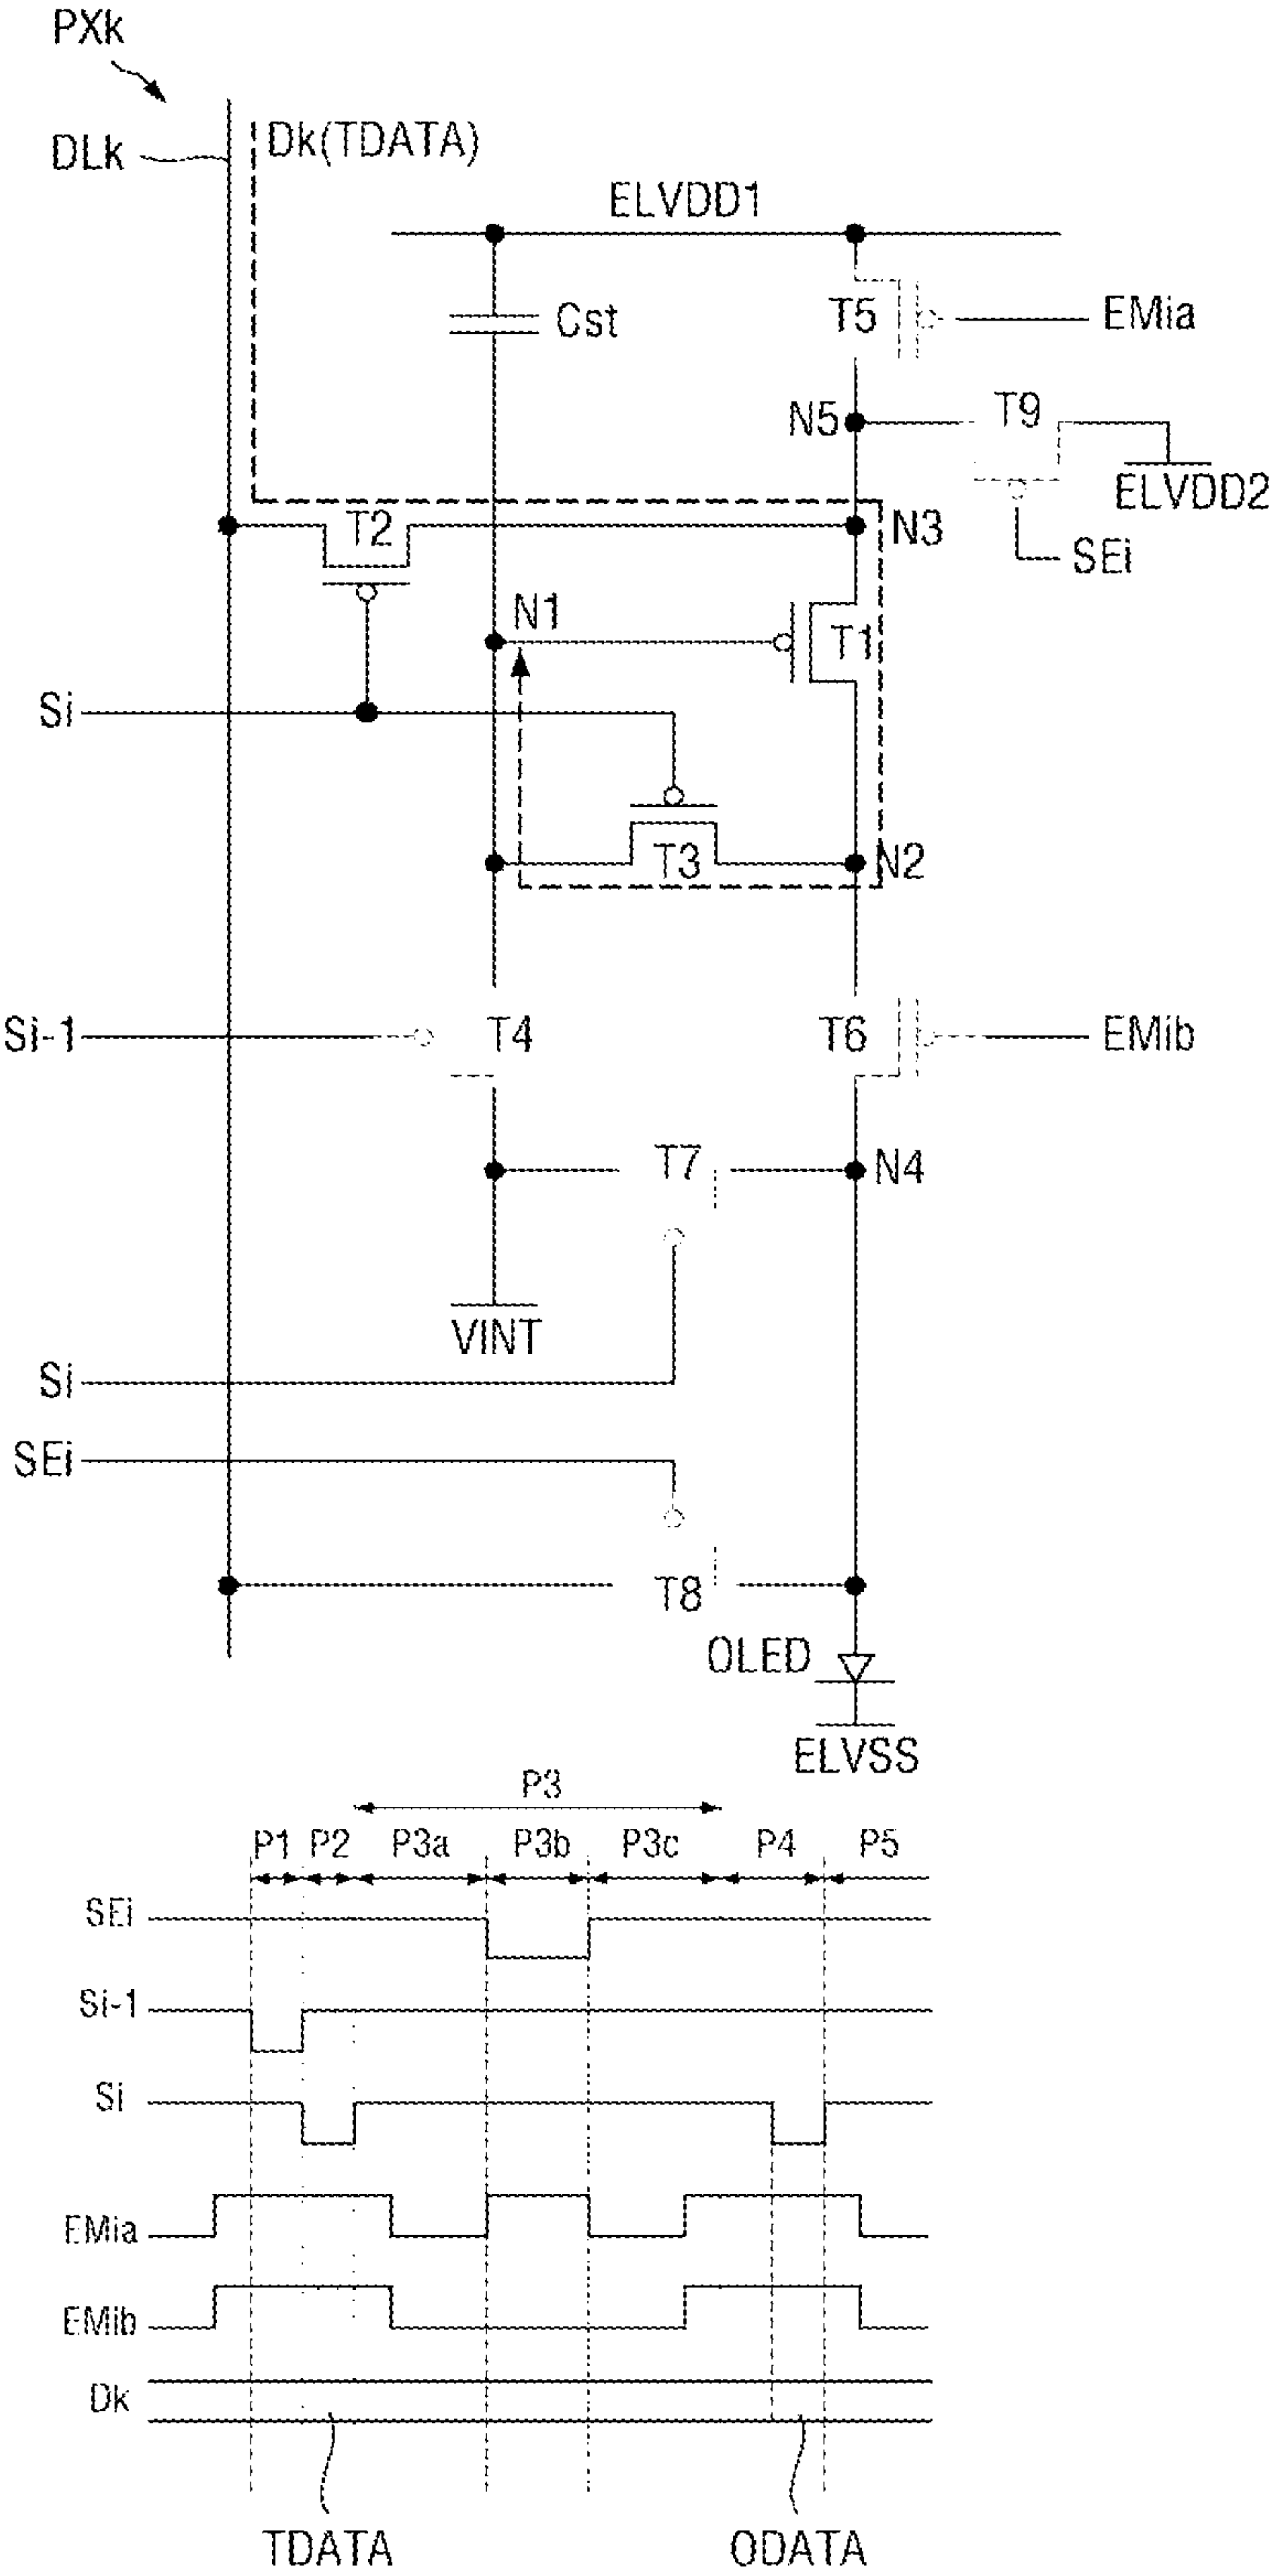 PXk
DLk
Dk(TDATA)
ELVDD1
Cst
T5
EMia
N5
T9
ELVDD2
T2
N3
SEi
N1
T1
Si
T3
N2
Si-1
T4
T6
EMib
T7
N4
VINT
Si
SEi
T8
OLED
ELVSS
P3
P1 P2 P3a P3b P3c P4 P5
SEi
Si-1
Si
EMia
EMib
Dk
TDATA ODATA